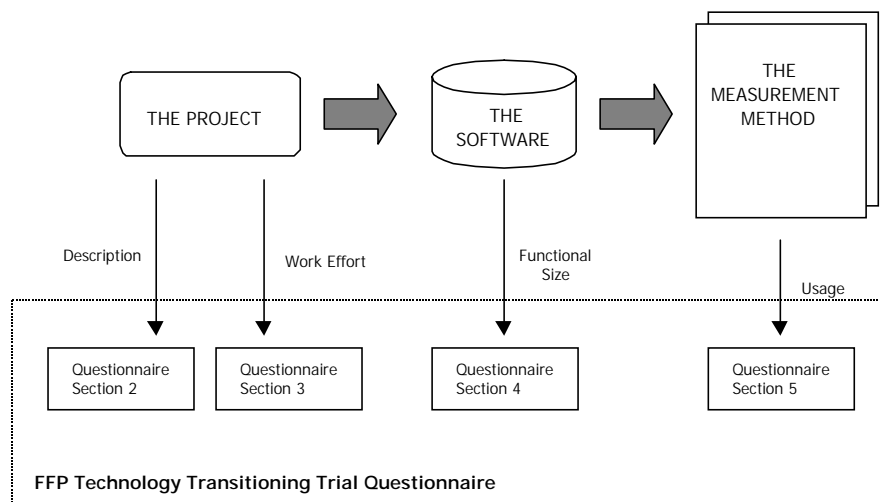 THE PROJECT
THE
SOFTWARE
THE
MEASUREMENT
METHOD
Description
Work Effort
Functional
Size
Usage
Questionnaire
Section 2
Questionnaire
Section 3
Questionnaire
Section 4
Questionnaire
Section 5
FFP Technology Transitioning Trial Questionnaire